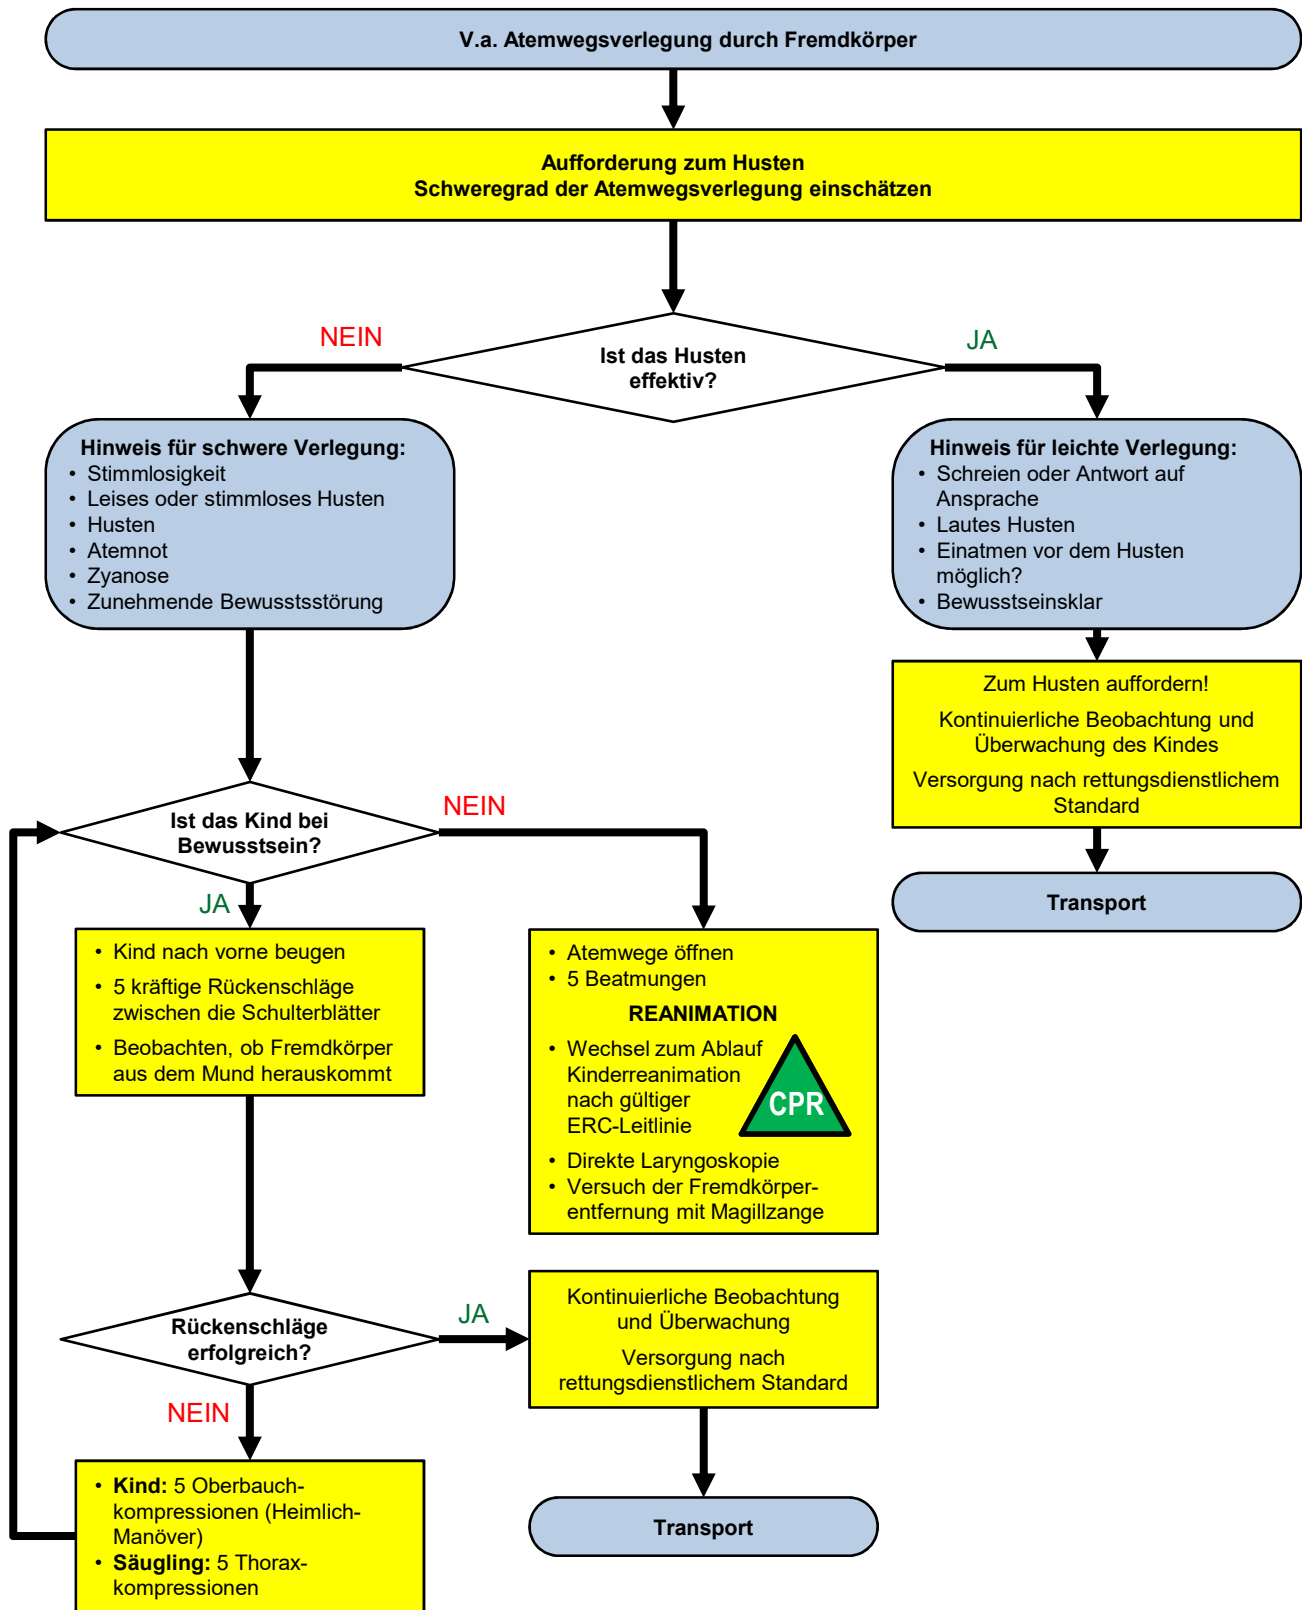 V.a. Atemwegsverlegung durch Fremdkörper
Aufforderung zum Husten
Schweregrad der Atemwegsverlegung einschätzen
Ist das Husten
effektiv?
NEIN
JA
Hinweis für schwere Verlegung:
• Stimmlosigkeit
• Leises oder stimmloses Husten
• Husten
• Atemnot
• Zyanose
• Zunehmende Bewusstsstörung
Hinweis für leichte Verlegung:
• Schreien oder Antwort auf
Ansprache
• Lautes Husten
• Einatmen vor dem Husten
möglich?
• Bewusstseinsklar
Zum Husten auffordern!
Kontinuierliche Beobachtung und
Überwachung des Kindes
Versorgung nach rettungsdienstlichem
Standard
Transport
Ist das Kind bei
Bewusstsein?
NEIN
JA
• Kind nach vorne beugen
• 5 kräftige Rückenschläge
zwischen die Schulterblätter
• Beobachten, ob Fremdkörper
aus dem Mund herauskommt
• Atemwege öffnen
• 5 Beatmungen
REANIMATION
• Wechsel zum Ablauf
Kinderreanimation
nach gültiger
ERC-Leitlinie
CPR
• Direkte Laryngoskopie
• Versuch der Fremdkörper-
entfernung mit Magillzange
Rückenschläge
erfolgreich?
JA
NEIN
Kontinuierliche Beobachtung
und Überwachung
Versorgung nach
rettungsdienstlichem Standard
Transport
• Kind: 5 Oberbauch-
kompressionen (Heimlich-
Manöver)
• Säugling: 5 Thorax-
kompressionen